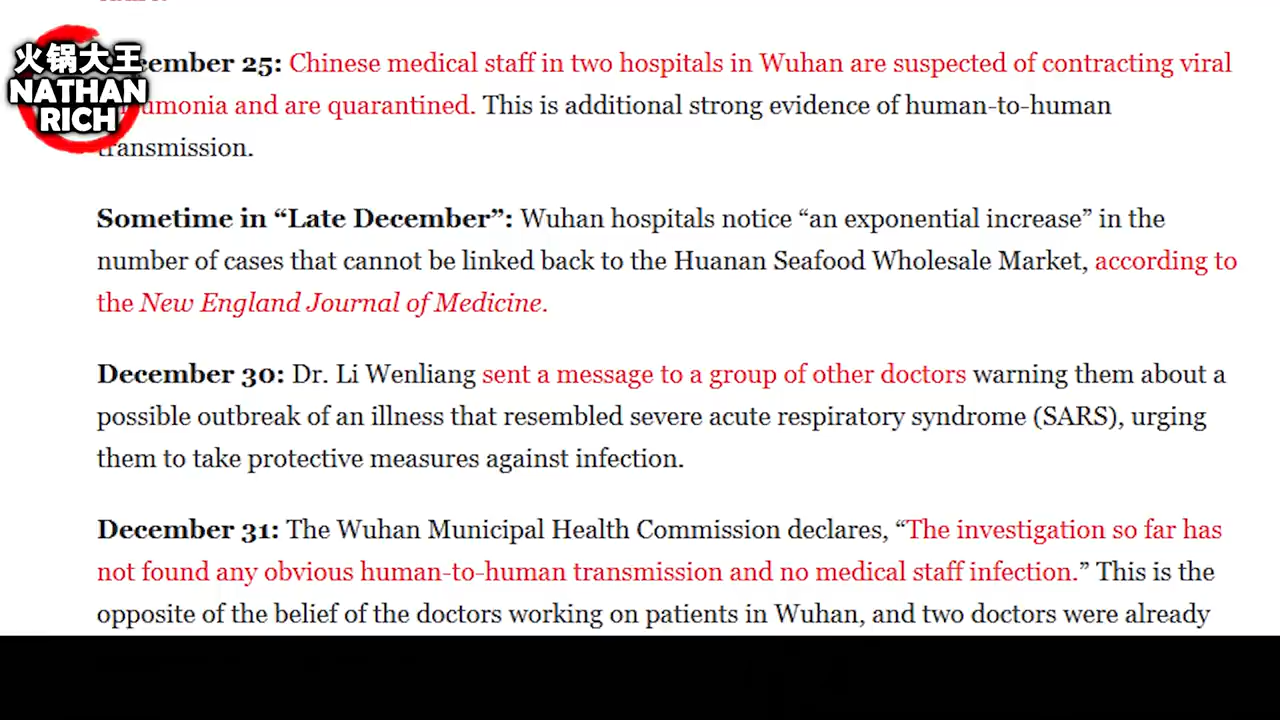 火锅大王
NATHAN
RICH
ember 25: Chinese medical staff in two hospitals in Wuhan are suspected of contracting viral
umonia and are quarantined. This is additional strong evidence of human-to-human
transmission.
Sometime in “Late December”: Wuhan hospitals notice “an exponential increase” in the
number of cases that cannot be linked back to the Huanan Seafood Wholesale Market, according to
the New England Journal of Medicine.
December 30: Dr. Li Wenliang sent a message to a group of other doctors warning them about a
possible outbreak of an illness that resembled severe acute respiratory syndrome (SARS), urging
them to take protective measures against infection.
December 31: The Wuhan Municipal Health Commission declares, “The investigation so far has
not found any obvious human-to-human transmission and no medical staff infection.” This is the
opposite of the belief of the doctors working on patients in Wuhan, and two doctors were already